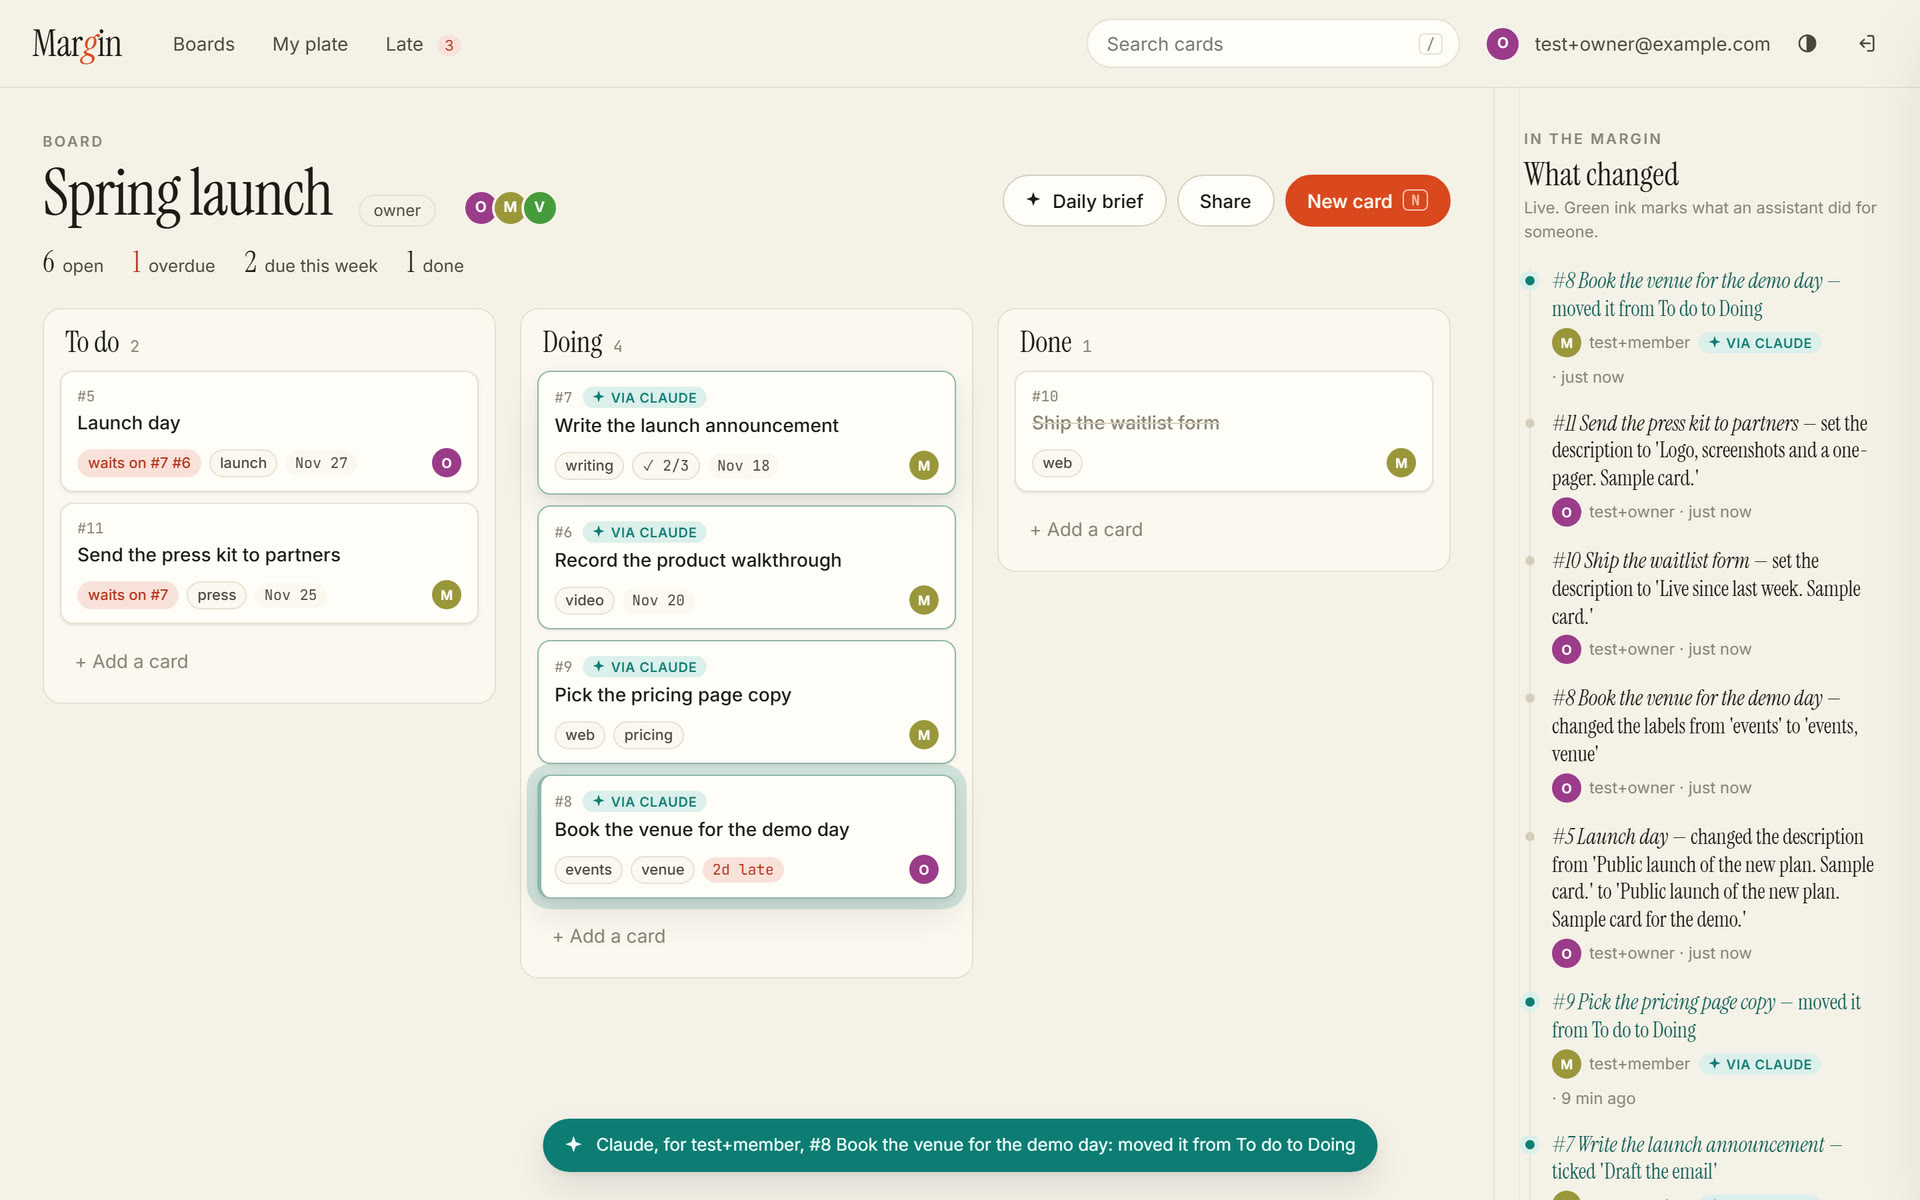 Margin
Boards
My plate
Late 3
Search cards /
O test+owner@example.com
BOARD
Spring launch
owner
O M V
Daily brief
Share
New card N
6 open
1 overdue
2 due this week
1 done
To do 2
#5
Launch day
waits on #7 #6
launch
Nov 27
O
#11
Send the press kit to partners
waits on #7
press
Nov 25
M
+ Add a card
Doing 4
#7 VIA CLAUDE
Write the launch announcement
writing
✓ 2/3
Nov 18
M
#6 VIA CLAUDE
Record the product walkthrough
video
Nov 20
M
#9 VIA CLAUDE
Pick the pricing page copy
web
pricing
M
#8 VIA CLAUDE
Book the venue for the demo day
events
venue
2d late
O
+ Add a card
Done 1
#10
Ship the waitlist form
web
M
+ Add a card
IN THE MARGIN
What changed
Live. Green ink marks what an assistant did for
someone.
#8 Book the venue for the demo day —
moved it from To do to Doing
M test+member VIA CLAUDE
· just now
#11 Send the press kit to partners — set the
description to 'Logo, screenshots and a one-
pager. Sample card.'
O test+owner · just now
#10 Ship the waitlist form — set the
description to 'Live since last week. Sample
card.'
O test+owner · just now
#8 Book the venue for the demo day —
changed the labels from 'events' to 'events,
venue'
O test+owner · just now
#5 Launch day — changed the description
from 'Public launch of the new plan. Sample
card.' to 'Public launch of the new plan.
Sample card for the demo.'
O test+owner · just now
#9 Pick the pricing page copy — moved it
from To do to Doing
M test+member VIA CLAUDE
· 9 min ago
#7 Write the launch announcement —
ticked 'Draft the email'
Claude, for test+member, #8 Book the venue for the demo day: moved it from To do to Doing